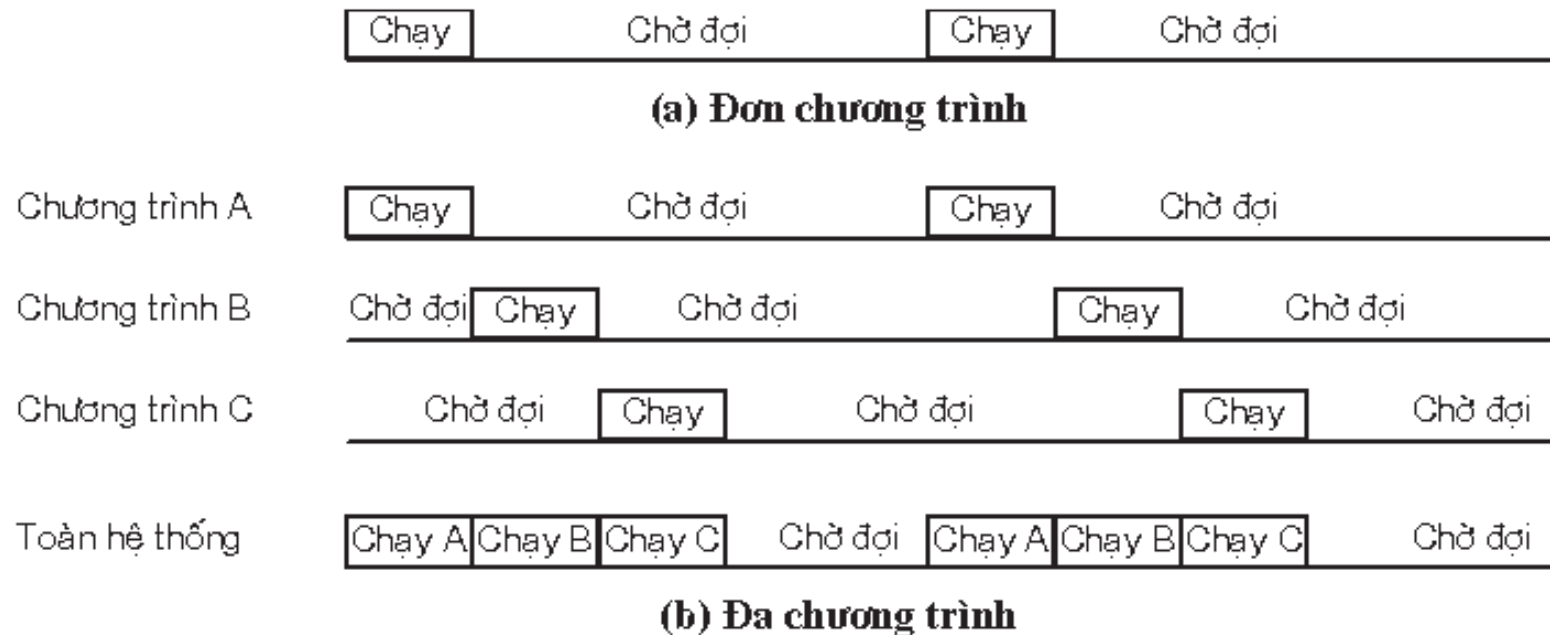 Chạy Chờ đợi Chạy Chờ đợi
(a) Đơn chương trình
Chương trình A Chạy Chờ đợi Chạy Chờ đợi
Chương trình B Chờ đợi Chạy Chờ đợi Chạy Chờ đợi
Chương trình C Chờ đợi Chạy Chờ đợi Chạy Chờ đợi
Toàn hệ thống Chạy A Chạy B Chạy C Chờ đợi Chạy A Chạy B Chạy C Chờ đợi
(b) Đa chương trình